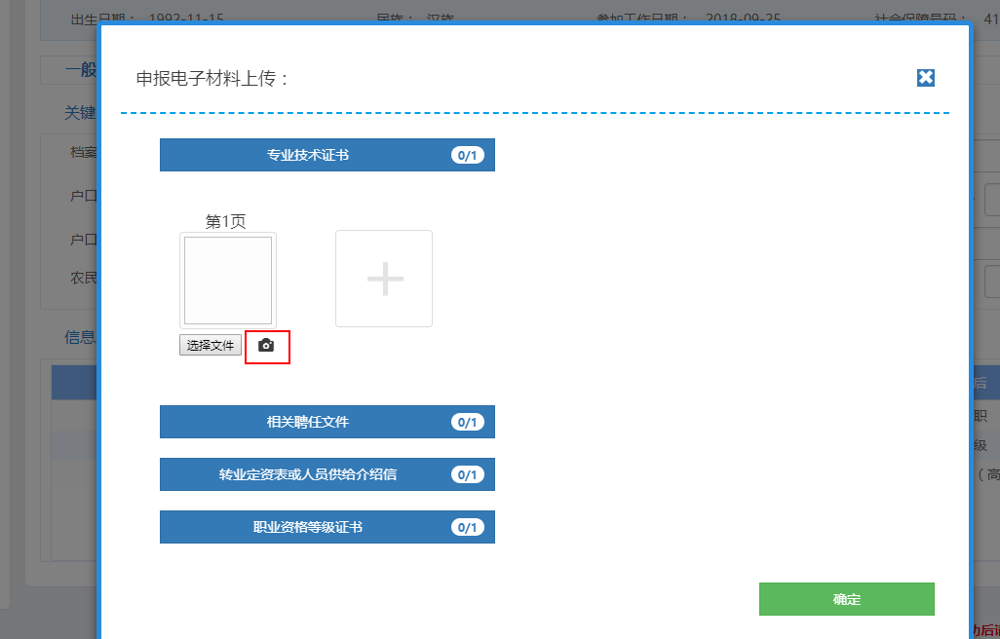 出生日期： 1992-11-15 民族： 汉族 参加工作日期： 2018-09-25 社会保障号码： 41
一般
申报电子材料上传：
关键
专业技术证书 0/1
档案
户口
第1页
户口
农民
信息
选择文件
后
相关聘任文件 0/1
职
级
转业定资表或人员供给介绍信 0/1
（高
职业资格等级证书 0/1
确定
功后请